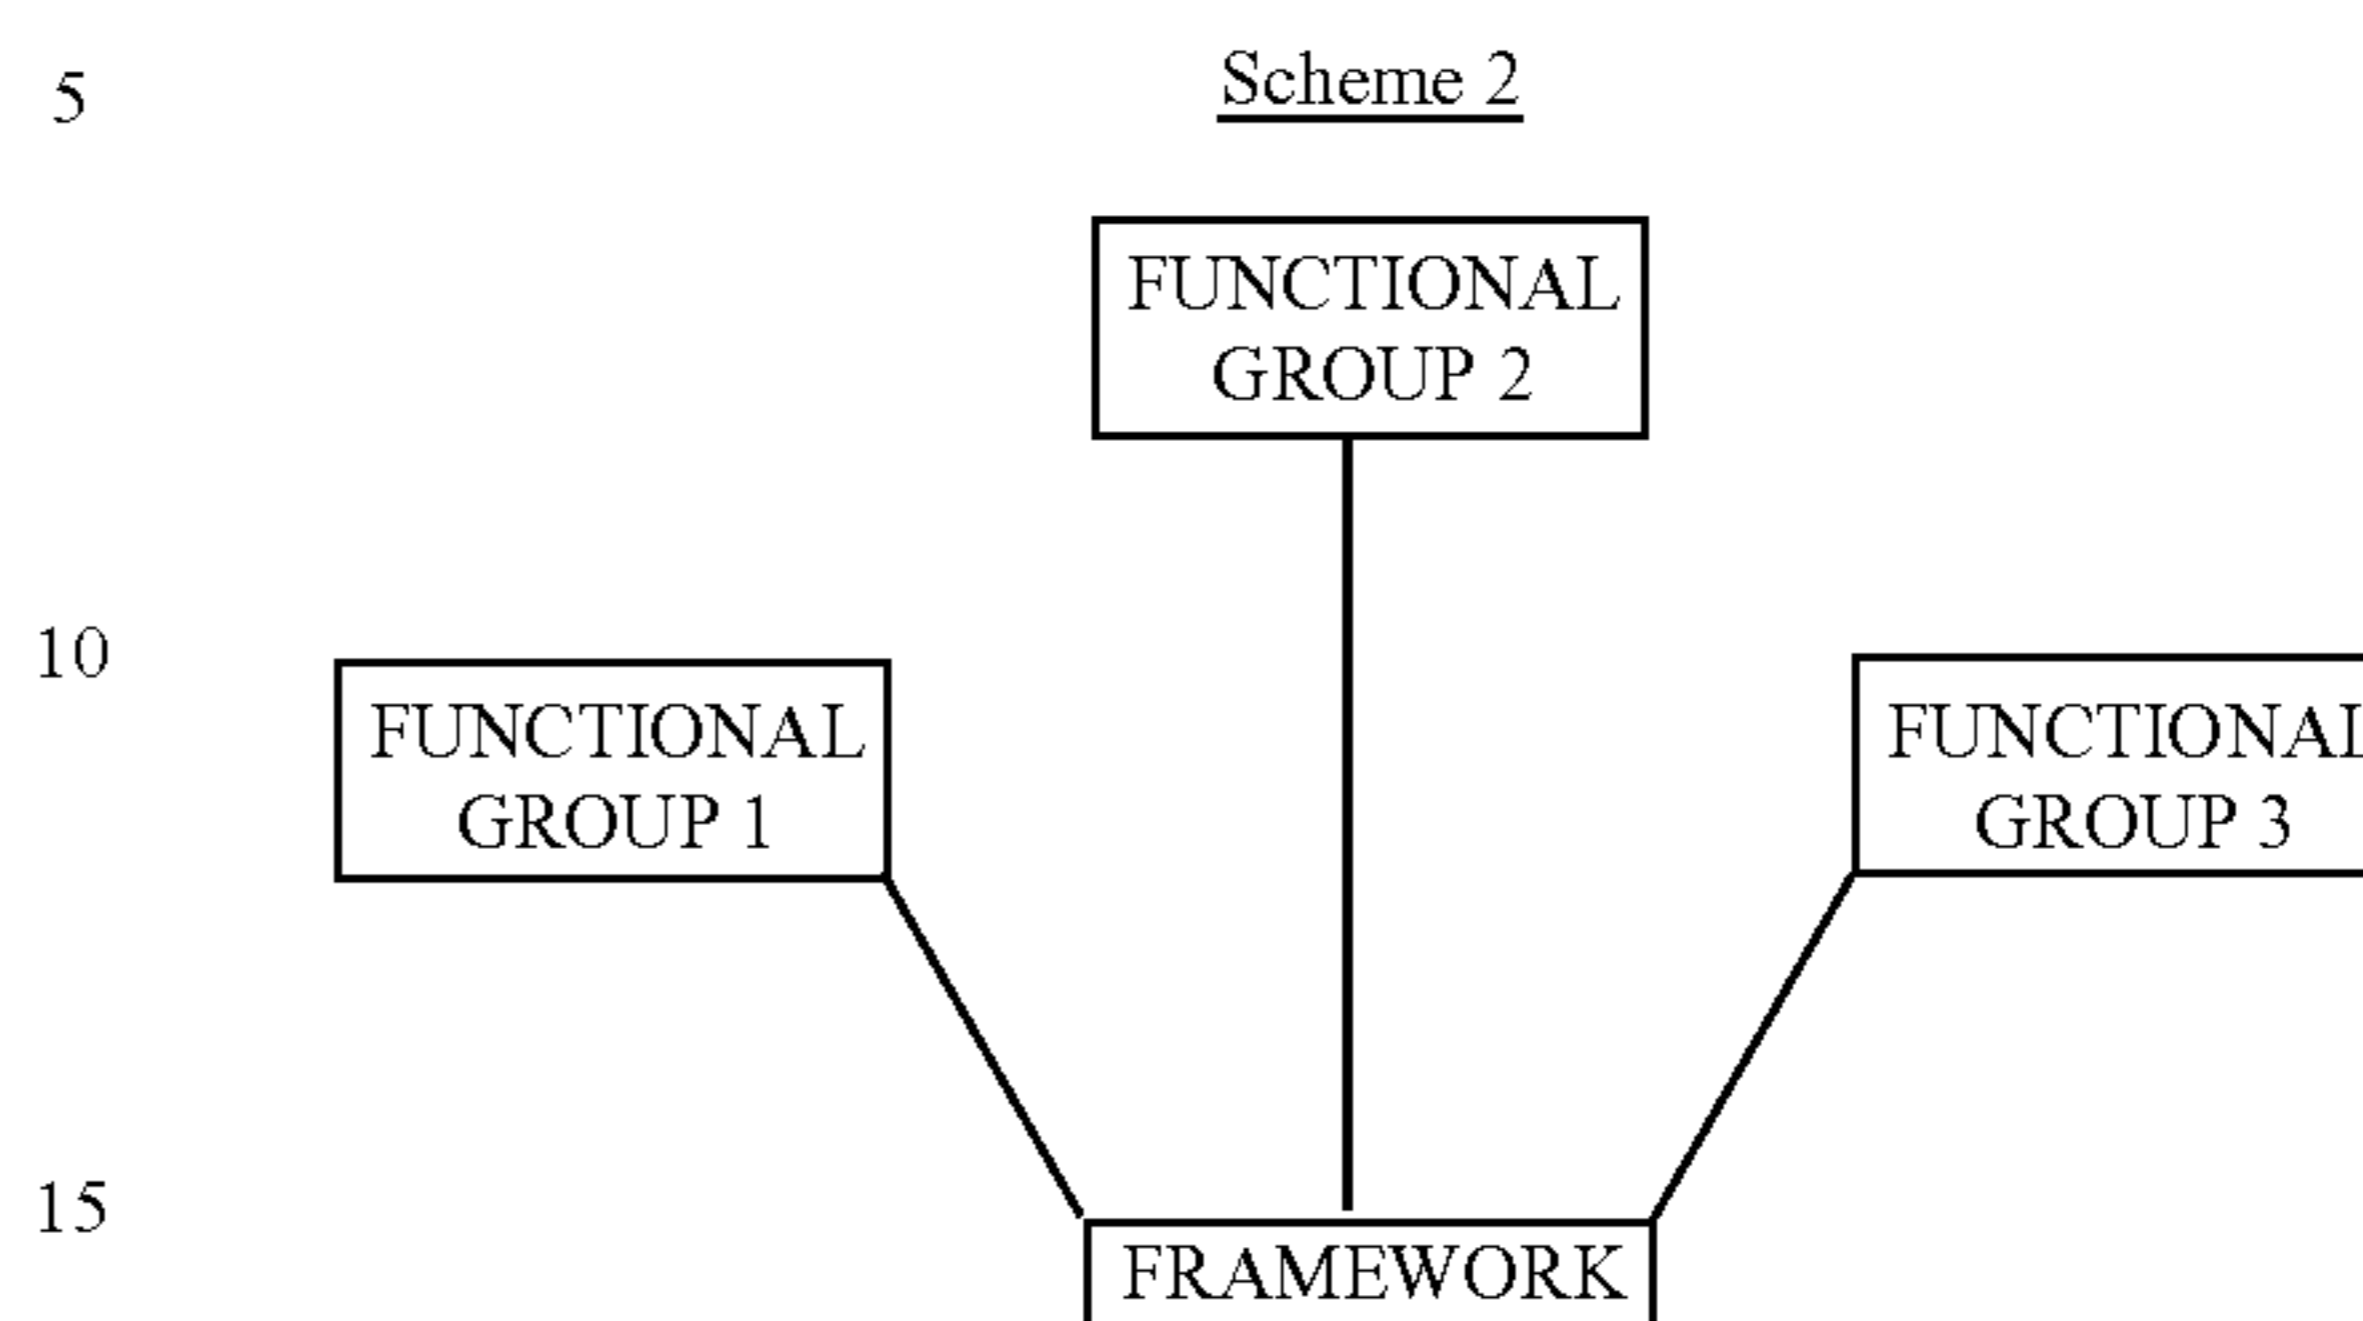 5
Scheme 2
FUNCTIONAL
GROUP 2
10
FUNCTIONAL
GROUP 1
FUNCTIONAL
GROUP 3
15
FRAMEWORK